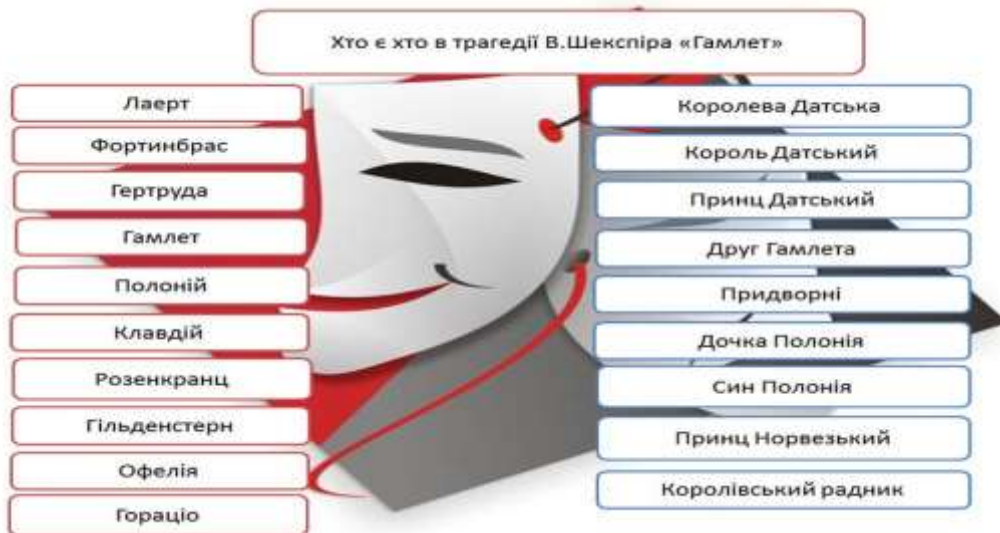 Хто є хто в трагедії В.Шекспіра «Гамлет»
Лаерт
Фортинбрас
Гертруда
Гамлет
Полоній
Клавдій
Розенкранц
Гільденстерн
Офелія
Гораціо
Королева Датська
Король Датський
Принц Датський
Друг Гамлета
Придворні
Дочка Полонія
Син Полонія
Принц Норвезький
Королівський радник